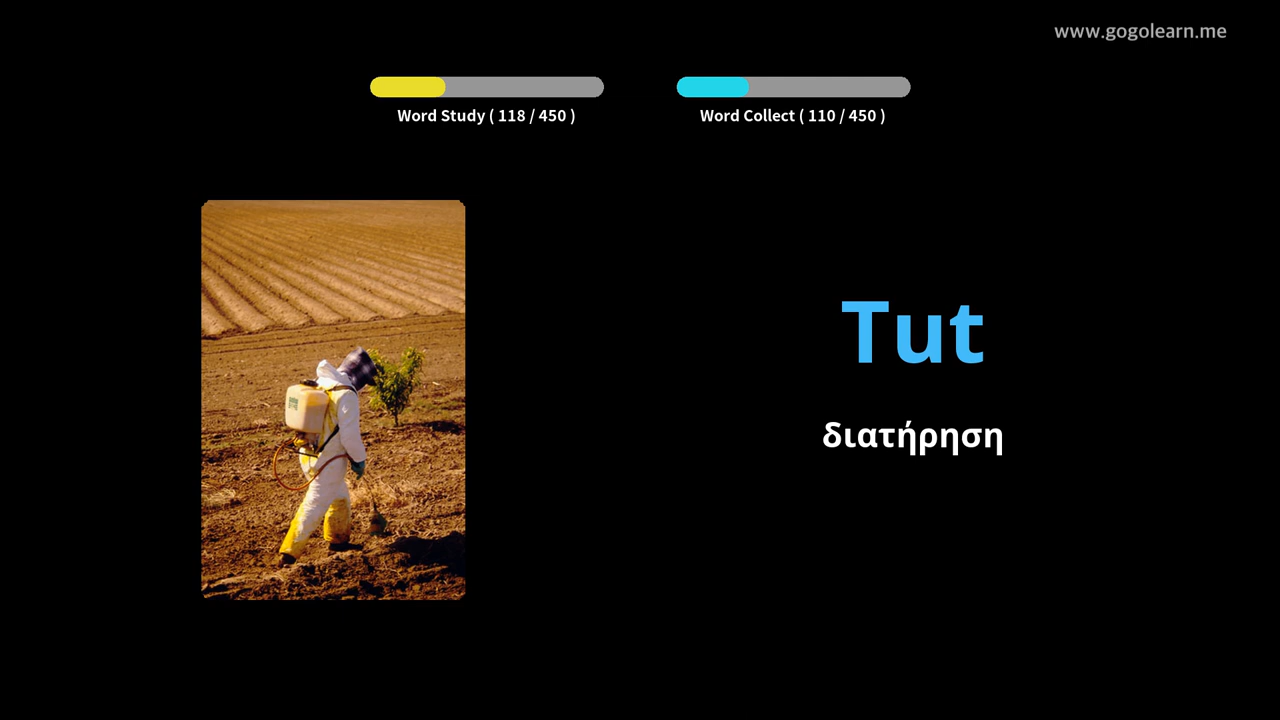 www.gogolearn.me
Word Study ( 118 / 450 )
Word Collect ( 110 / 450 )
Tut
διατήρηση